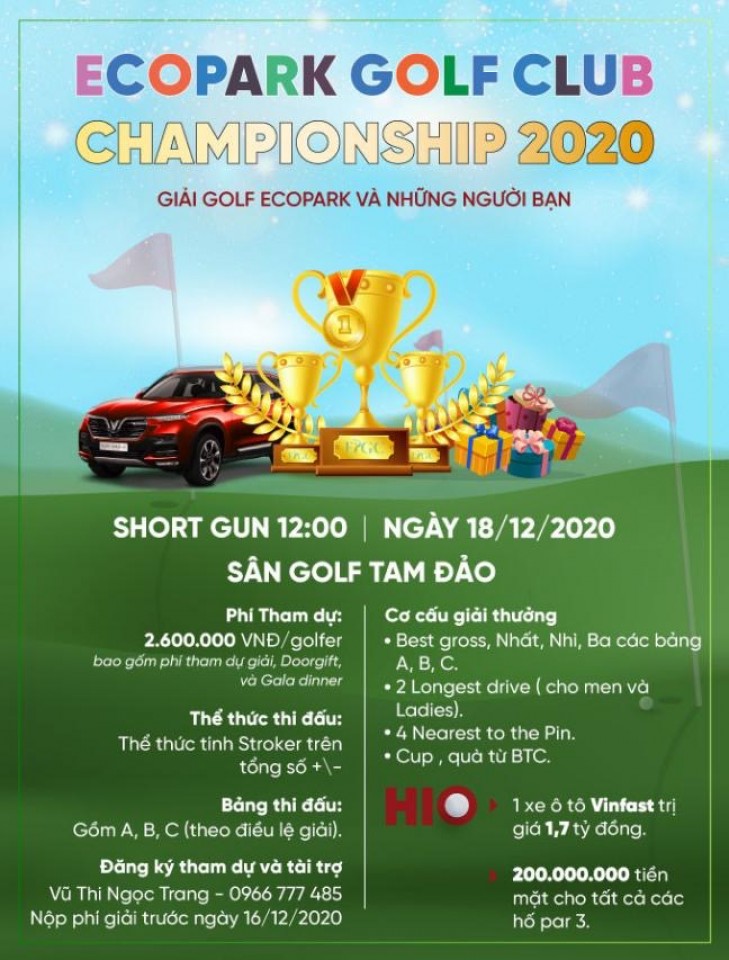 ECOPARK GOLF CLUB
CHAMPIONSHIP 2020
GIẢI GOLF ECOPARK VÀ NHỮNG NGƯỜI BẠN
1
EPGC
SHORT GUN 12:00 | NGÀY 18/12/2020
SÂN GOLF TAM ĐẢO
Phí Tham dự:
2.600.000 VNĐ/golfer
bao gồm phí tham dự giải, Doorgift,
và Gala dinner
Thể thức thi đấu:
Thể thức tính Stroker trên
tổng số +\-
Bảng thi đấu:
Gồm A, B, C (theo điều lệ giải).
Đăng ký tham dự và tài trợ
Vũ Thi Ngọc Trang - 0966 777 485
Nộp phí giải trước ngày 16/12/2020
Cơ cấu giải thưởng
• Best gross, Nhất, Nhì, Ba các bảng
A, B, C.
• 2 Longest drive ( cho men và
Ladies).
• 4 Nearest to the Pin.
• Cup , quà từ BTC.
HIO
1 xe ô tô Vinfast trị
giá 1,7 tỷ đồng.
200.000.000 tiền
mặt cho tất cả các
hố par 3.